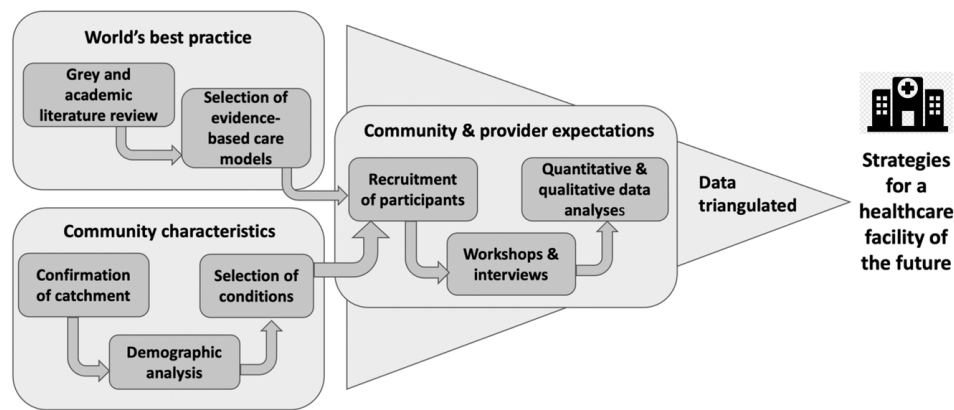 World's best practice
Grey and
academic
literature review
Selection of
evidence-
based care
models
Community characteristics
Confirmation
of catchment
Demographic
analysis
Selection of
conditions
Community & provider expectations
Recruitment
of participants
Workshops &
interviews
Quantitative &
qualitative data
analyses
Data
triangulated
Strategies
for a
healthcare
facility of
the future